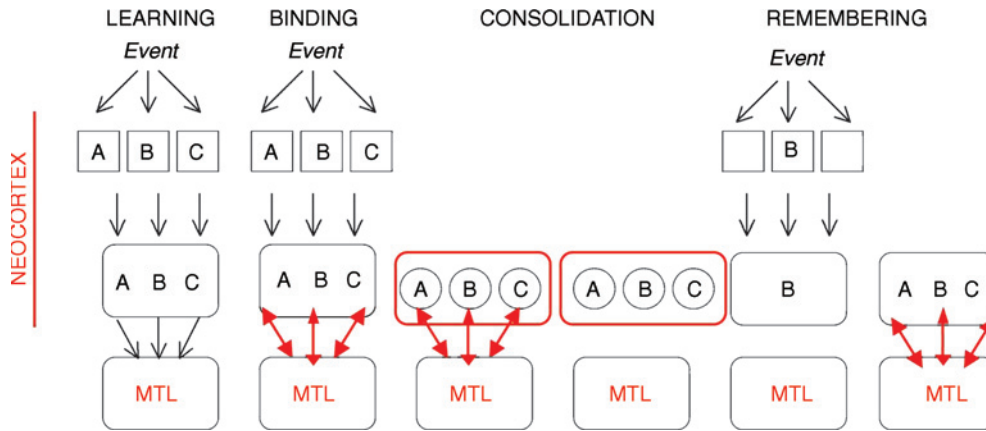 LEARNING BINDING CONSOLIDATION REMEMBERING
Event Event Event
A B C A B C B
NEOCORTEX
A B C A B C A B C A B C B A B C
MTL MTL MTL MTL MTL MTL